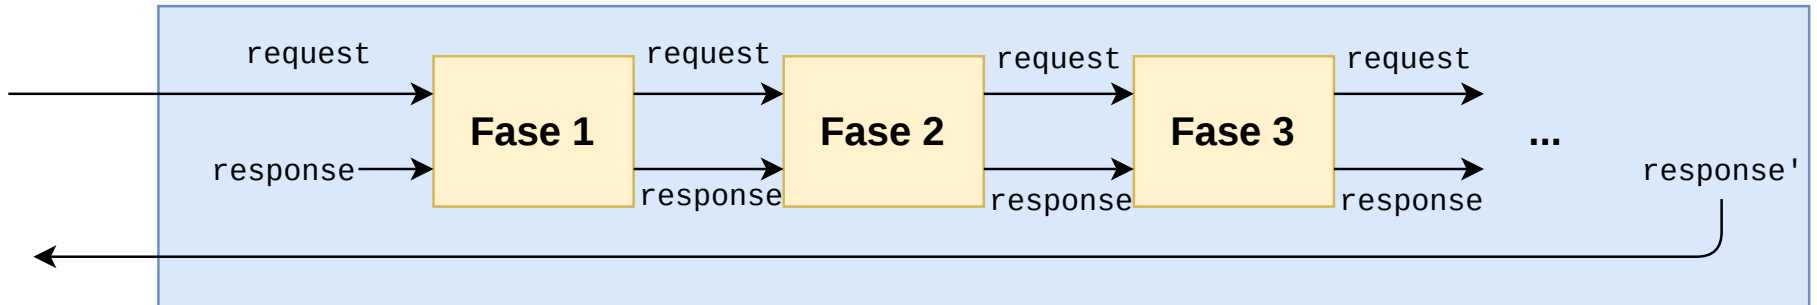 request
request
request
request
Fase 1
Fase 2
Fase 3
...
response
response
response
response
response'